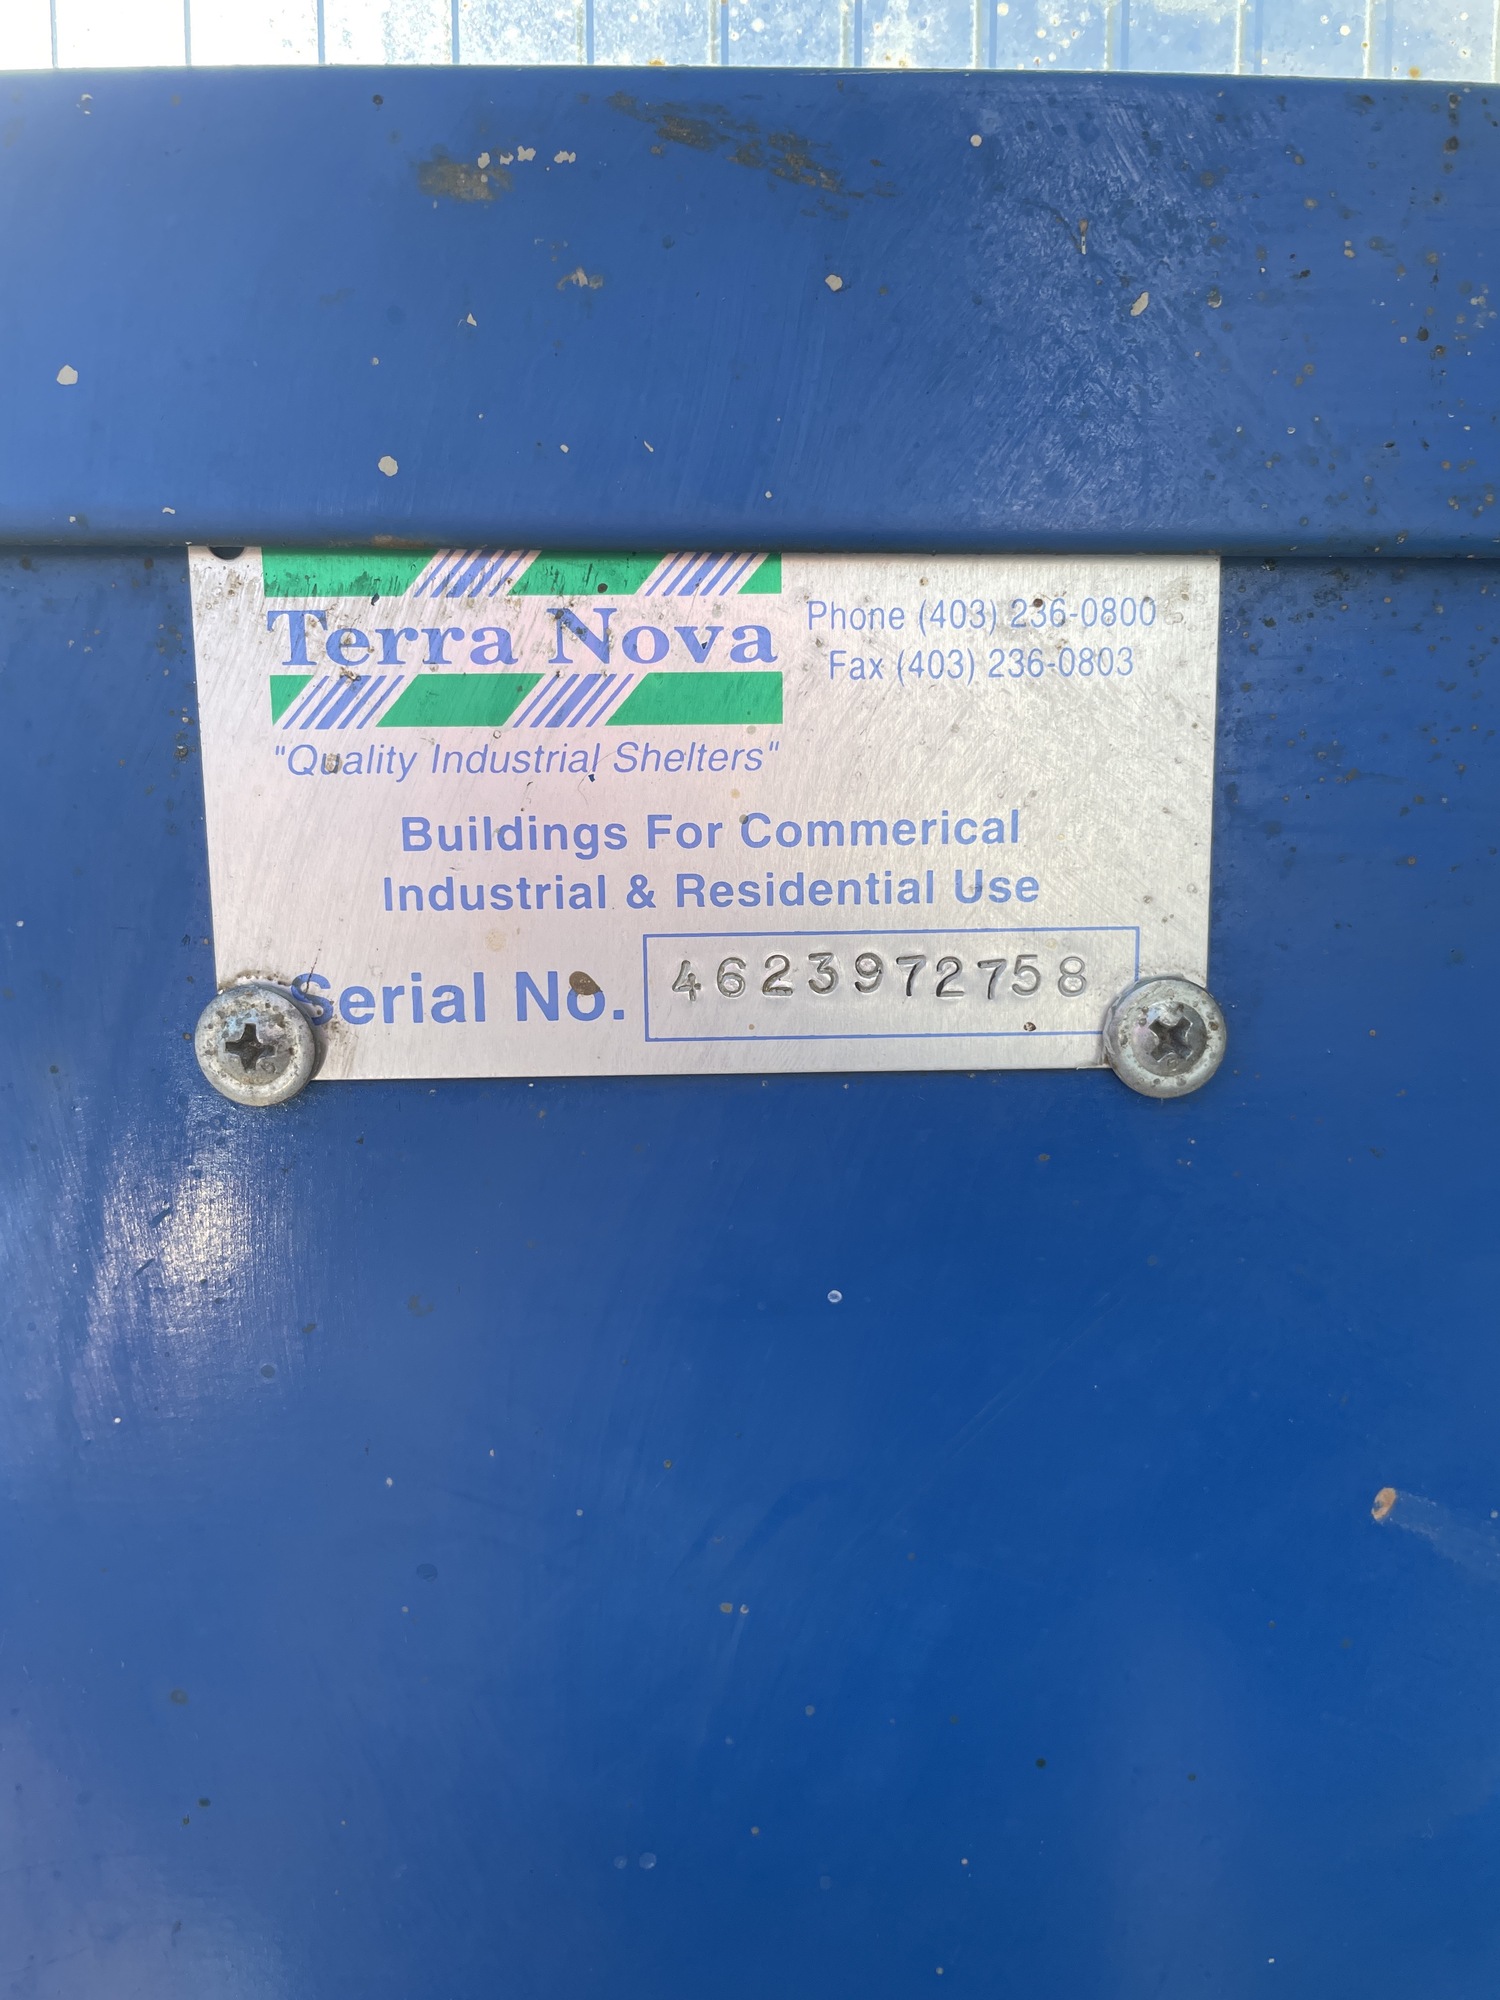 Terra Nova
Phone (403) 236-0800
Fax (403) 236-0803
"Quality Industrial Shelters"
Buildings For Commerical
Industrial & Residential Use
Serial No. 4623972758